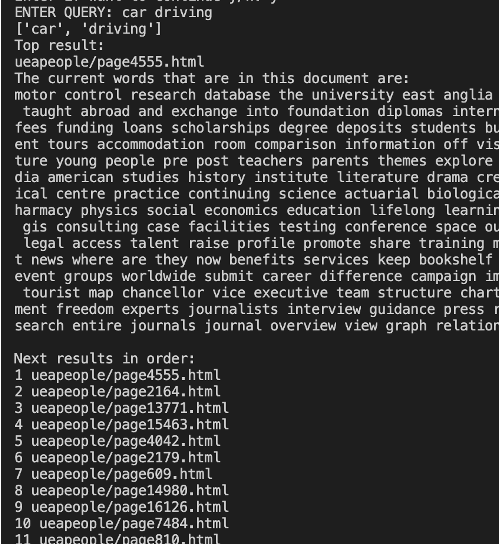 ENTER QUERY: car driving
['car', 'driving']
Top result:
ueapeople/page4555.html
The current words that are in this document are:
motor control research database the university east anglia
taught abroad and exchange into foundation diplomas intern
fees funding loans scholarships degree deposits students bu
ent tours accommodation room comparison information off vis
ture young people pre post teachers parents themes explore
dia american studies history institute literature drama cre
ical centre practice continuing science actuarial biologica
harmacy physics social economics education lifelong learnin
gis consulting case facilities testing conference space ou
legal access talent raise profile promote share training m
t news where are they now benefits services keep bookshelf
event groups worldwide submit career difference campaign im
tourist map chancellor vice executive team structure chart
ment freedom experts journalists interview guidance press r
search entire journals journal overview view graph relation
Next results in order:
1 ueapeople/page4555.html
2 ueapeople/page2164.html
3 ueapeople/page13771.html
4 ueapeople/page15463.html
5 ueapeople/page4042.html
6 ueapeople/page2179.html
7 ueapeople/page609.html
8 ueapeople/page14980.html
9 ueapeople/page16126.html
10 ueapeople/page7484.html
11 ueapeople/page810.html